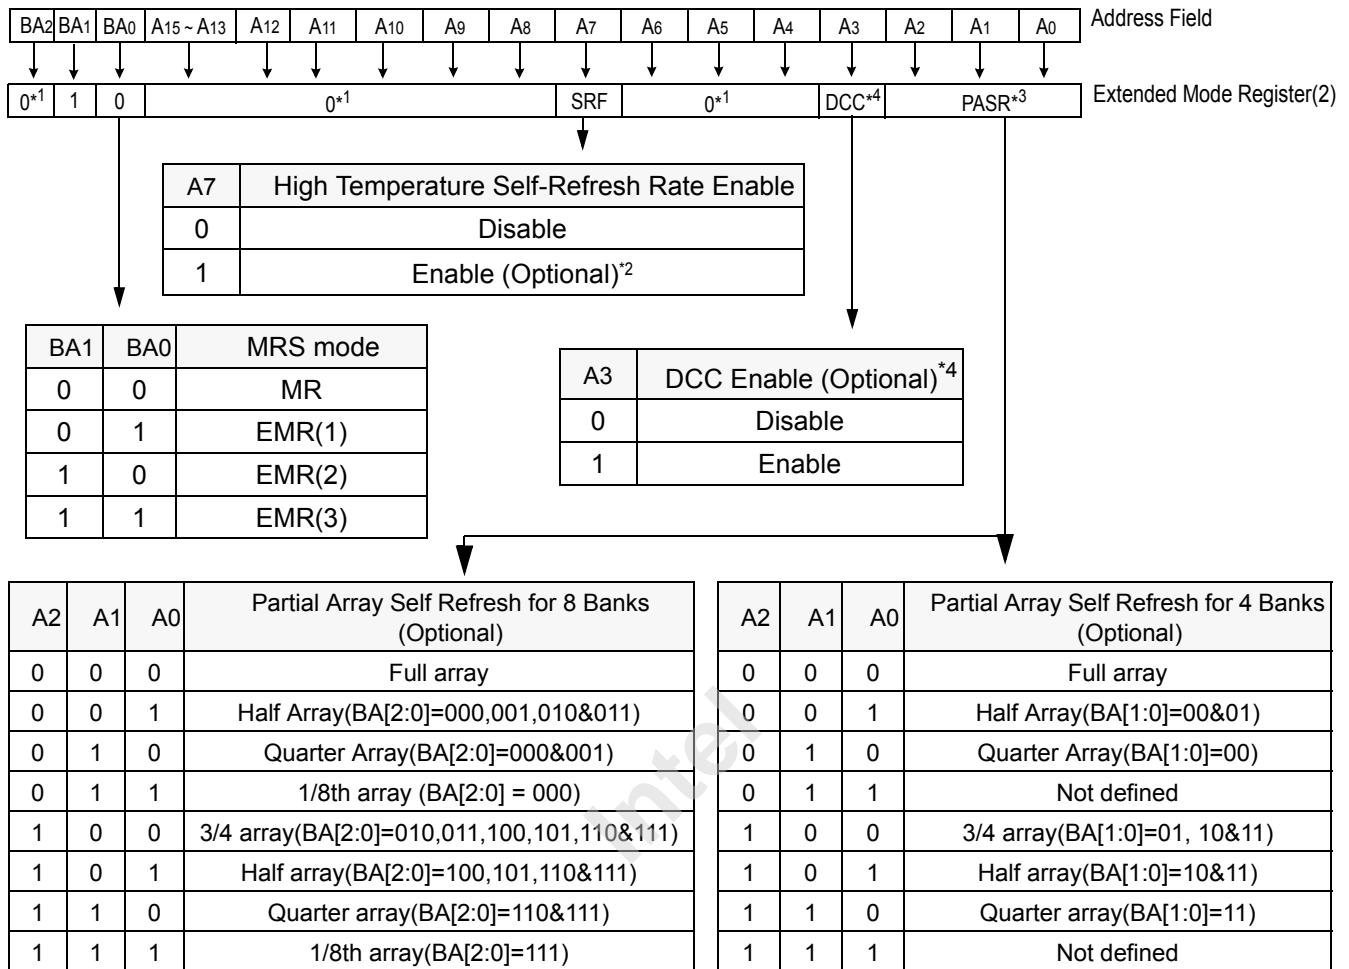 BA2 BA1 BA0 A15 ~ A13 A12 A11 A10 A9 A8 A7 A6 A5 A4 A3 A2 A1 A0 Address Field
0*1 1 0 0*1 SRF 0*1 DCC*4 PASR*3 Extended Mode Register(2)
A7 High Temperature Self-Refresh Rate Enable
0 Disable
1 Enable (Optional)*2
BA1 BA0 MRS mode
0 0 MR
0 1 EMR(1)
1 0 EMR(2)
1 1 EMR(3)
A3 DCC Enable (Optional)*4
0 Disable
1 Enable
A2 A1 A0 Partial Array Self Refresh for 8 Banks
(Optional)
0 0 0 Full array
0 0 1 Half Array(BA[2:0]=000,001,010&011)
0 1 0 Quarter Array(BA[2:0]=000&001)
0 1 1 1/8th array (BA[2:0] = 000)
1 0 0 3/4 array(BA[2:0]=010,011,100,101,110&111)
1 0 1 Half array(BA[2:0]=100,101,110&111)
1 1 0 Quarter array(BA[2:0]=110&111)
1 1 1 1/8th array(BA[2:0]=111)
A2 A1 A0 Partial Array Self Refresh for 4 Banks
(Optional)
0 0 0 Full array
0 0 1 Half Array(BA[1:0]=00&01)
0 1 0 Quarter Array(BA[1:0]=00)
0 1 1 Not defined
1 0 0 3/4 array(BA[1:0]=01, 10&11)
1 0 1 Half array(BA[1:0]=10&11)
1 1 0 Quarter array(BA[1:0]=11)
1 1 1 Not defined
Intel